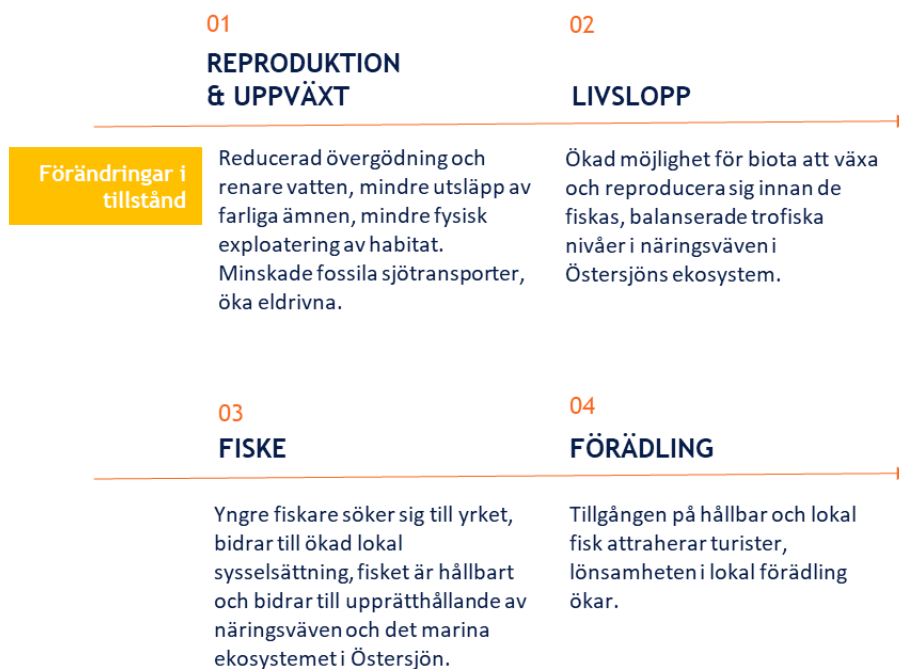 01
REPRODUKTION
& UPPVÄXT
02
LIVSLOPP
Förändringar i
tillstånd
Reducerad övergödning och
renare vatten, mindre utsläpp av
farliga ämnen, mindre fysisk
exploatering av habitat.
Minskade fossila sjötransporter,
öka eldrivna.
Ökad möjlighet för biota att växa
och reproducera sig innan de
fiskas, balanserade trofiska
nivåer i näringsväven i
Östersjöns ekosystem.
03
FISKE
04
FÖRÄDLING
Yngre fiskare söker sig till yrket,
bidrar till ökad lokal
sysselsättning, fisket är hållbart
och bidrar till upprätthållande av
näringsväven och det marina
ekosystemet i Östersjön.
Tillgången på hållbar och lokal
fisk attraherar turister,
lönsamheten i lokal förädling
ökar.